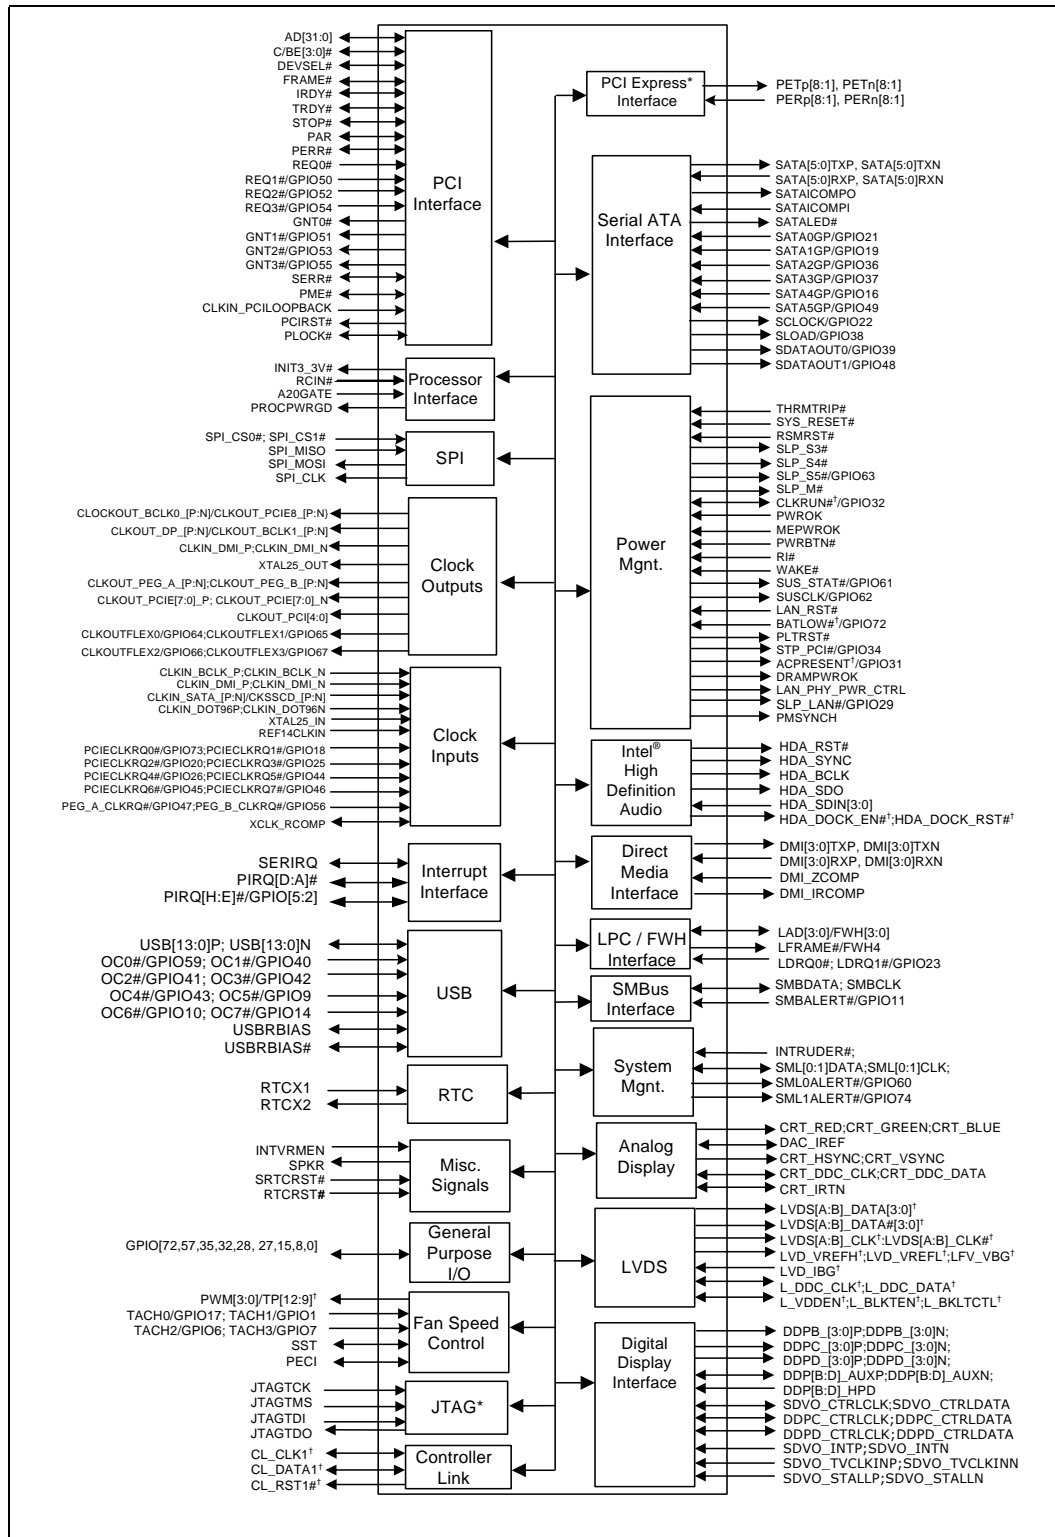 AD[31:0]
C/BE[3:0]#
DEVSEL#
FRAME#
IRDY#
TRDY#
STOP#
PAR
PERR#
REQ0#
REQ1#/GPIO50
REQ2#/GPIO52
REQ3#/GPIO54
GNT0#
GNT1#/GPIO51
GNT2#/GPIO53
GNT3#/GPIO55
SERR#
PME#
CLKIN_PCILOOPBACK
PCIRST#
PLOCK#
PCI
Interface
INIT3_3V#
RCIN#
A20GATE
PROCPWRGD
Processor
Interface
SPI_CS0#; SPI_CS1#
SPI_MISO
SPI_MOSI
SPI_CLK
SPI
CLOCKOUT_BCLK0_[P:N]/CLKOUT_PCIE8_[P:N}
CLKOUT_DP_[P:N]/CLKOUT_BCLK1_[P:N]
CLKIN_DMI_P;CLKIN_DMI_N
XTAL25_OUT
CLKOUT_PEG_A_[P:N];CLKOUT_PEG_B_[P:N]
CLKOUT_PCIE[7:0]_P; CLKOUT_PCIE[7:0]_N
CLKOUT_PCI[4:0]
CLKOUTFLEX0/GPIO64;CLKOUTFLEX1/GPIO65
CLKOUTFLEX2/GPIO66;CLKOUTFLEX3/GPIO67
Clock
Outputs
CLKIN_BCLK_P;CLKIN_BCLK_N
CLKIN_DMI_P;CLKIN_DMI_N
CLKIN_SATA_[P:N]/CKSSCD_[P:N]
CLKIN_DOT96P;CLKIN_DOT96N
XTAL25_IN
REF14CLKIN
PCIECLKRQ0#/GPIO73;PCIECLKRQ1#/GPIO18
PCIECLKRQ2#/GPIO20;PCIECLKRQ3#/GPIO25
PCIECLKRQ4#/GPIO26;PCIECLKRQ5#/GPIO44
PCIECLKRQ6#/GPIO45;PCIECLKRQ7#/GPIO46
PEG_A_CLKRQ#/GPIO47;PEG_B_CLKRQ#/GPIO56
XCLK_RCOMP
Clock
Inputs
SERIRQ
PIRQ[D:A]#
PIRQ[H:E]#/GPIO[5:2]
Interrupt
Interface
USB[13:0]P; USB[13:0]N
OC0#/GPIO59; OC1#/GPIO40
OC2#/GPIO41; OC3#/GPIO42
OC4#/GPIO43; OC5#/GPIO9
OC6#/GPIO10; OC7#/GPIO14
USBRBIAS
USBRBIAS#
USB
RTCX1
RTCX2
RTC
INTVRMEN
SPKR
SRTCRST#
RTCRST#
Misc.
Signals
GPIO[72,57,35,32,28, 27,15,8,0]
General
Purpose
I/O
PWM[3:0]/TP[12:9]†
TACH0/GPIO17; TACH1/GPIO1
TACH2/GPIO6; TACH3/GPIO7
SST
PECI
Fan Speed
Control
JTAGTCK
JTAGTMS
JTAGTDI
JTAGTDO
JTAG*
CL_CLK1†
CL_DATA1†
CL_RST1#†
Controller
Link
PCI Express*
Interface
PETp[8:1], PETn[8:1]
PERp[8:1], PERn[8:1]
Serial ATA
Interface
SATA[5:0]TXP, SATA[5:0]TXN
SATA[5:0]RXP, SATA[5:0]RXN
SATAICOMPO
SATAICOMPI
SATALED#
SATA0GP/GPIO21
SATA1GP/GPIO19
SATA2GP/GPIO36
SATA3GP/GPIO37
SATA4GP/GPIO16
SATA5GP/GPIO49
SCLOCK/GPIO22
SLOAD/GPIO38
SDATAOUT0/GPIO39
SDATAOUT1/GPIO48
Power
Mgnt.
THRMTRIP#
SYS_RESET#
RSMRST#
SLP_S3#
SLP_S4#
SLP_S5#/GPIO63
SLP_M#
CLKRUN#†/GPIO32
PWROK
MEPWROK
PWRBTN#
RI#
WAKE#
SUS_STAT#/GPIO61
SUSCLK/GPIO62
LAN_RST#
BATLOW#†/GPIO72
PLTRST#
STP_PCI#/GPIO34
ACPRESENT†/GPIO31
DRAMPWROK
LAN_PHY_PWR_CTRL
SLP_LAN#/GPIO29
PMSYNCH
Intel®
High
Definition
Audio
HDA_RST#
HDA_SYNC
HDA_BCLK
HDA_SDO
HDA_SDIN[3:0]
HDA_DOCK_EN#†;HDA_DOCK_RST#†
Direct
Media
Interface
DMI[3:0]TXP, DMI[3:0]TXN
DMI[3:0]RXP, DMI[3:0]RXN
DMI_ZCOMP
DMI_IRCOMP
LPC / FWH
Interface
LAD[3:0]/FWH[3:0]
LFRAME#/FWH4
LDRQ0#; LDRQ1#/GPIO23
SMBus
Interface
SMBDATA; SMBCLK
SMBALERT#/GPIO11
System
Mgnt.
INTRUDER#;
SML[0:1]DATA;SML[0:1]CLK;
SML0ALERT#/GPIO60
SML1ALERT#/GPIO74
Analog
Display
CRT_RED;CRT_GREEN;CRT_BLUE
DAC_IREF
CRT_HSYNC;CRT_VSYNC
CRT_DDC_CLK;CRT_DDC_DATA
CRT_IRTN
LVDS
LVDS[A:B]_DATA[3:0]†
LVDS[A:B]_DATA#[3:0]†
LVDS[A:B]_CLK†;LVDS[A:B]_CLK#†
LVD_VREFH†;LVD_VREFL†;LFV_VBG†
LVD_IBG†
L_DDC_CLK†;L_DDC_DATA†
L_VDDEN†;L_BLKTEN†;L_BKLTCTL†
Digital
Display
Interface
DDPB_[3:0]P;DDPB_[3:0]N;
DDPC_[3:0]P;DDPC_[3:0]N;
DDPD_[3:0]P;DDPD_[3:0]N;
DDP[B:D]_AUXP;DDP[B:D]_AUXN;
DDP[B:D]_HPD
SDVO_CTRLCLK;SDVO_CTRLDATA
DDPC_CTRLCLK;DDPC_CTRLDATA
DDPD_CTRLCLK;DDPD_CTRLDATA
SDVO_INTP;SDVO_INTN
SDVO_TVCLKINP;SDVO_TVCLKINN
SDVO_STALLP;SDVO_STALLN